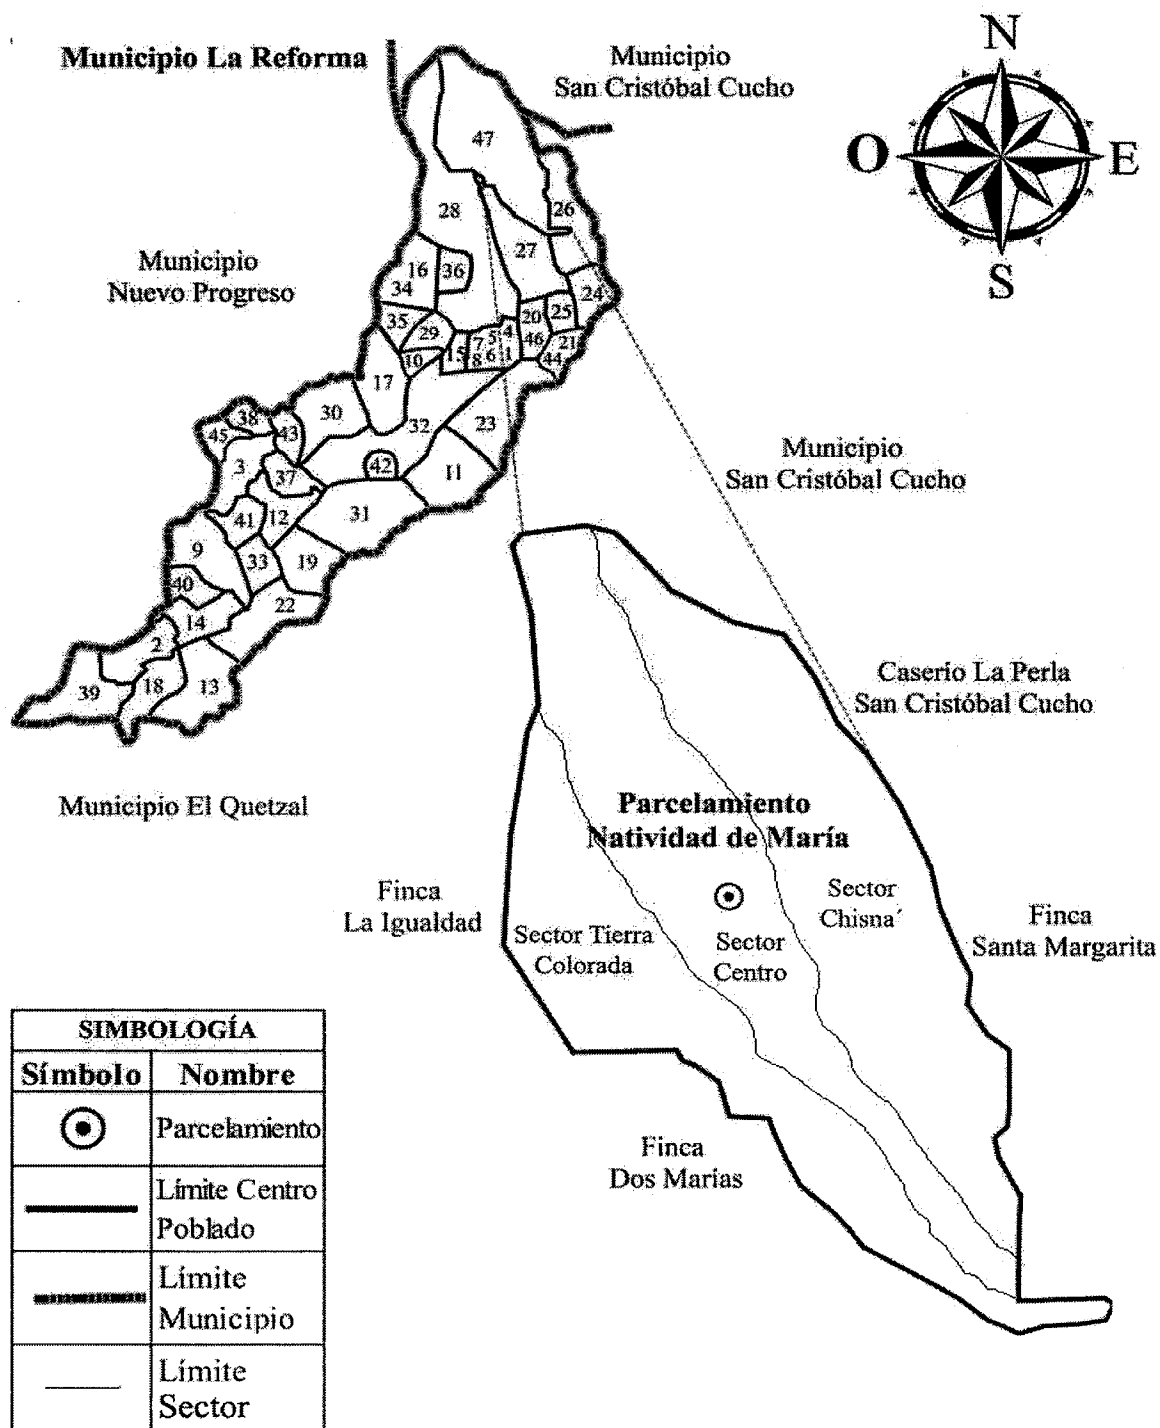 Municipio La Reforma
Municipio
San Cristóbal Cucho
N
O
E
S
47
28
26
27
Municipio
Nuevo Progreso
16
34
36
24
35
29
20
25
4
5
7
46
21
10
15
8
6
1
44
17
30
32
23
38
45
43
3
37
42
11
Municipio
San Cristóbal Cucho
41
12
31
9
33
19
40
14
22
2
39
18
13
Caserío La Perla
San Cristóbal Cucho
Municipio El Quetzal
Parcelamiento
Natividad de María
Finca
La Igualdad
Sector
Chisna´
Finca
Santa Margarita
Sector Tierra
Colorada
Sector
Centro
Finca
Dos Marías
SIMBOLOGÍA
Símbolo Nombre
Parcelamiento
Límite Centro
Poblado
Límite
Municipio
Límite
Sector